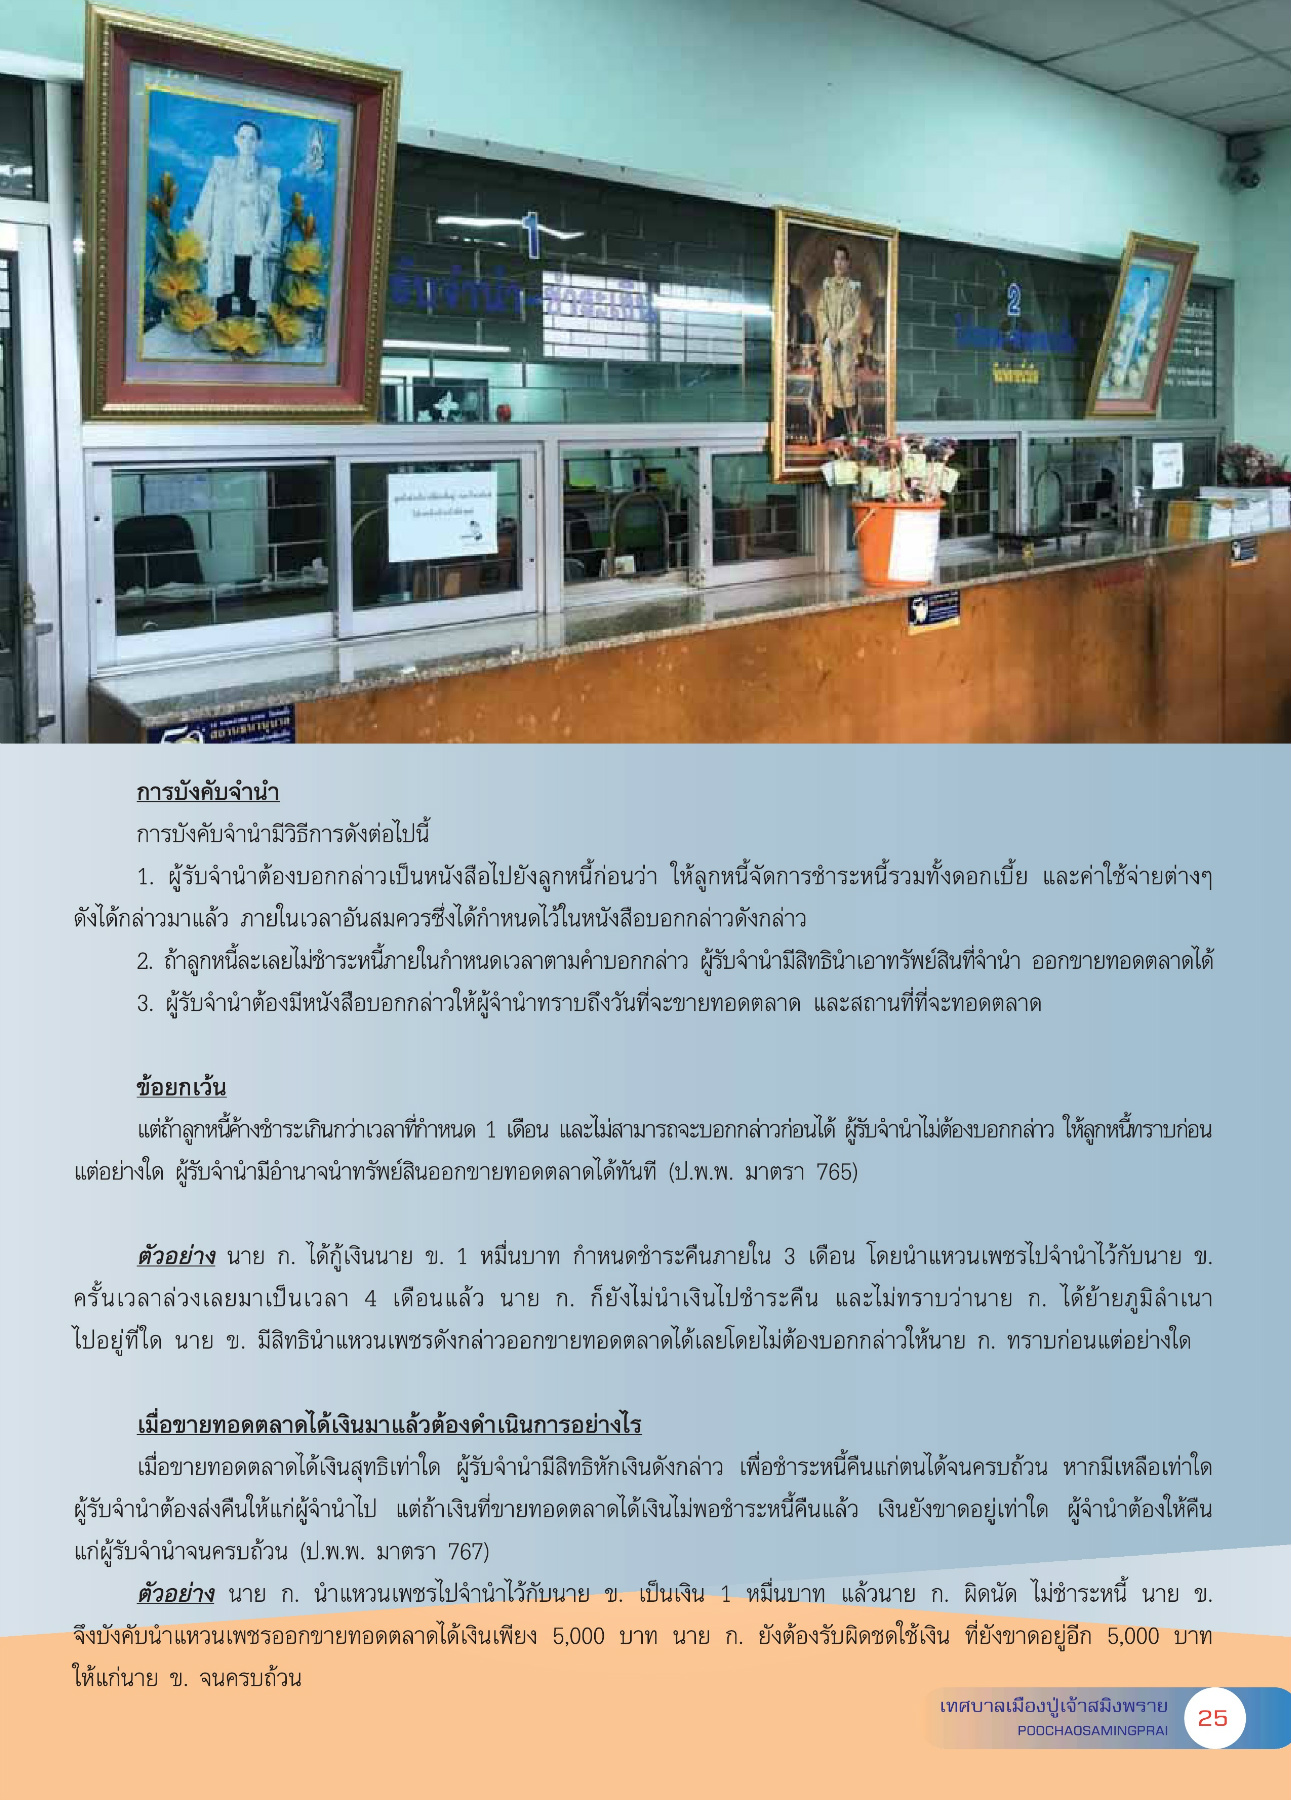 1
รับจำนำ-ชำระเงิน
2
สถานธนานุบาล
การบังคับจำนำ
การบังคับจำนำมีวิธีการดังต่อไปนี้
1. ผู้รับจำนำต้องบอกกล่าวเป็นหนังสือไปยังลูกหนี้ก่อนว่า ให้ลูกหนี้จัดการชำระหนี้รวมทั้งดอกเบี้ย และค่าใช้จ่ายต่างๆ
ดังได้กล่าวมาแล้ว ภายในเวลาอันสมควรซึ่งได้กำหนดไว้ในหนังสือบอกกล่าวดังกล่าว
2. ถ้าลูกหนี้ละเลยไม่ชำระหนี้ภายในกำหนดเวลาตามคำบอกกล่าว ผู้รับจำนำมีสิทธินำเอาทรัพย์สินที่จำนำ ออกขายทอดตลาดได้
3. ผู้รับจำนำต้องมีหนังสือบอกกล่าวให้ผู้จำนำทราบถึงวันที่จะขายทอดตลาด และสถานที่ที่จะทอดตลาด
ข้อยกเว้น
แต่ถ้าลูกหนี้ค้างชำระเกินกว่าเวลาที่กำหนด 1 เดือน และไม่สามารถจะบอกกล่าวก่อนได้ ผู้รับจำนำไม่ต้องบอกกล่าว ให้ลูกหนี้ทราบก่อน
แต่อย่างใด ผู้รับจำนำมีอำนาจนำทรัพย์สินออกขายทอดตลาดได้ทันที (ป.พ.พ. มาตรา 765)
ตัวอย่าง นาย ก. ได้กู้เงินนาย ข. 1 หมื่นบาท กำหนดชำระคืนภายใน 3 เดือน โดยนำแหวนเพชรไปจำนำไว้กับนาย ข.
ครั้นเวลาล่วงเลยมาเป็นเวลา 4 เดือนแล้ว นาย ก. ก็ยังไม่นำเงินไปชำระคืน และไม่ทราบว่านาย ก. ได้ย้ายภูมิลำเนา
ไปอยู่ที่ใด นาย ข. มีสิทธินำแหวนเพชรดังกล่าวออกขายทอดตลาดได้เลยโดยไม่ต้องบอกกล่าวให้นาย ก. ทราบก่อนแต่อย่างใด
เมื่อขายทอดตลาดได้เงินมาแล้วต้องดำเนินการอย่างไร
เมื่อขายทอดตลาดได้เงินสุทธิเท่าใด ผู้รับจำนำมีสิทธิหักเงินดังกล่าว เพื่อชำระหนี้คืนแก่ตนได้จนครบถ้วน หากมีเหลือเท่าใด
ผู้รับจำนำต้องส่งคืนให้แก่ผู้จำนำไป แต่ถ้าเงินที่ขายทอดตลาดได้เงินไม่พอชำระหนี้คืนแล้ว เงินยังขาดอยู่เท่าใด ผู้จำนำต้องให้คืน
แก่ผู้รับจำนำจนครบถ้วน (ป.พ.พ. มาตรา 767)
ตัวอย่าง นาย ก. นำแหวนเพชรไปจำนำไว้กับนาย ข. เป็นเงิน 1 หมื่นบาท แล้วนาย ก. ผิดนัด ไม่ชำระหนี้ นาย ข.
จึงบังคับนำแหวนเพชรออกขายทอดตลาดได้เงินเพียง 5,000 บาท นาย ก. ยังต้องรับผิดชดใช้เงิน ที่ยังขาดอยู่อีก 5,000 บาท
ให้แก่นาย ข. จนครบถ้วน
เทศบาลเมืองปู่เจ้าสมิงพราย
POOCHAOSAMINGPRAI
25